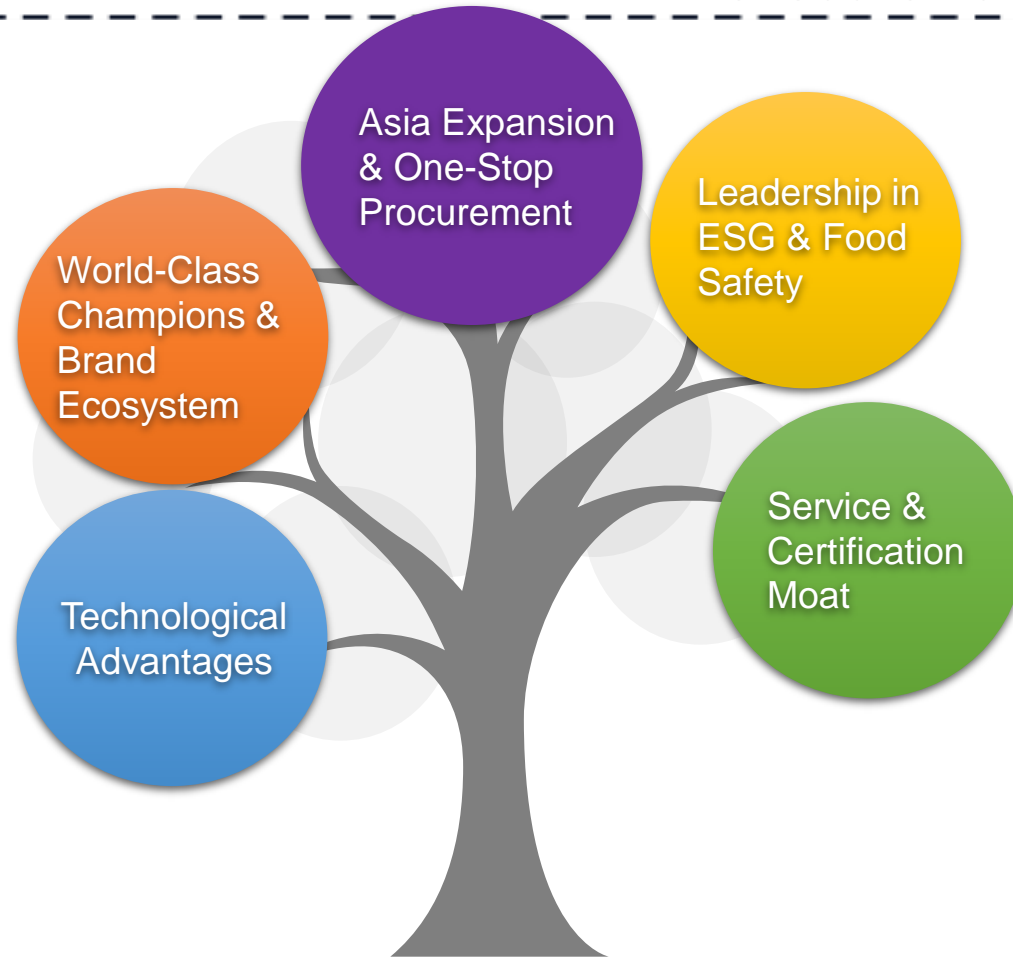 Asia Expansion
& One-Stop
Procurement
Leadership in
ESG & Food
Safety
World-Class
Champions &
Brand
Ecosystem
Service &
Certification
Moat
Technological
Advantages